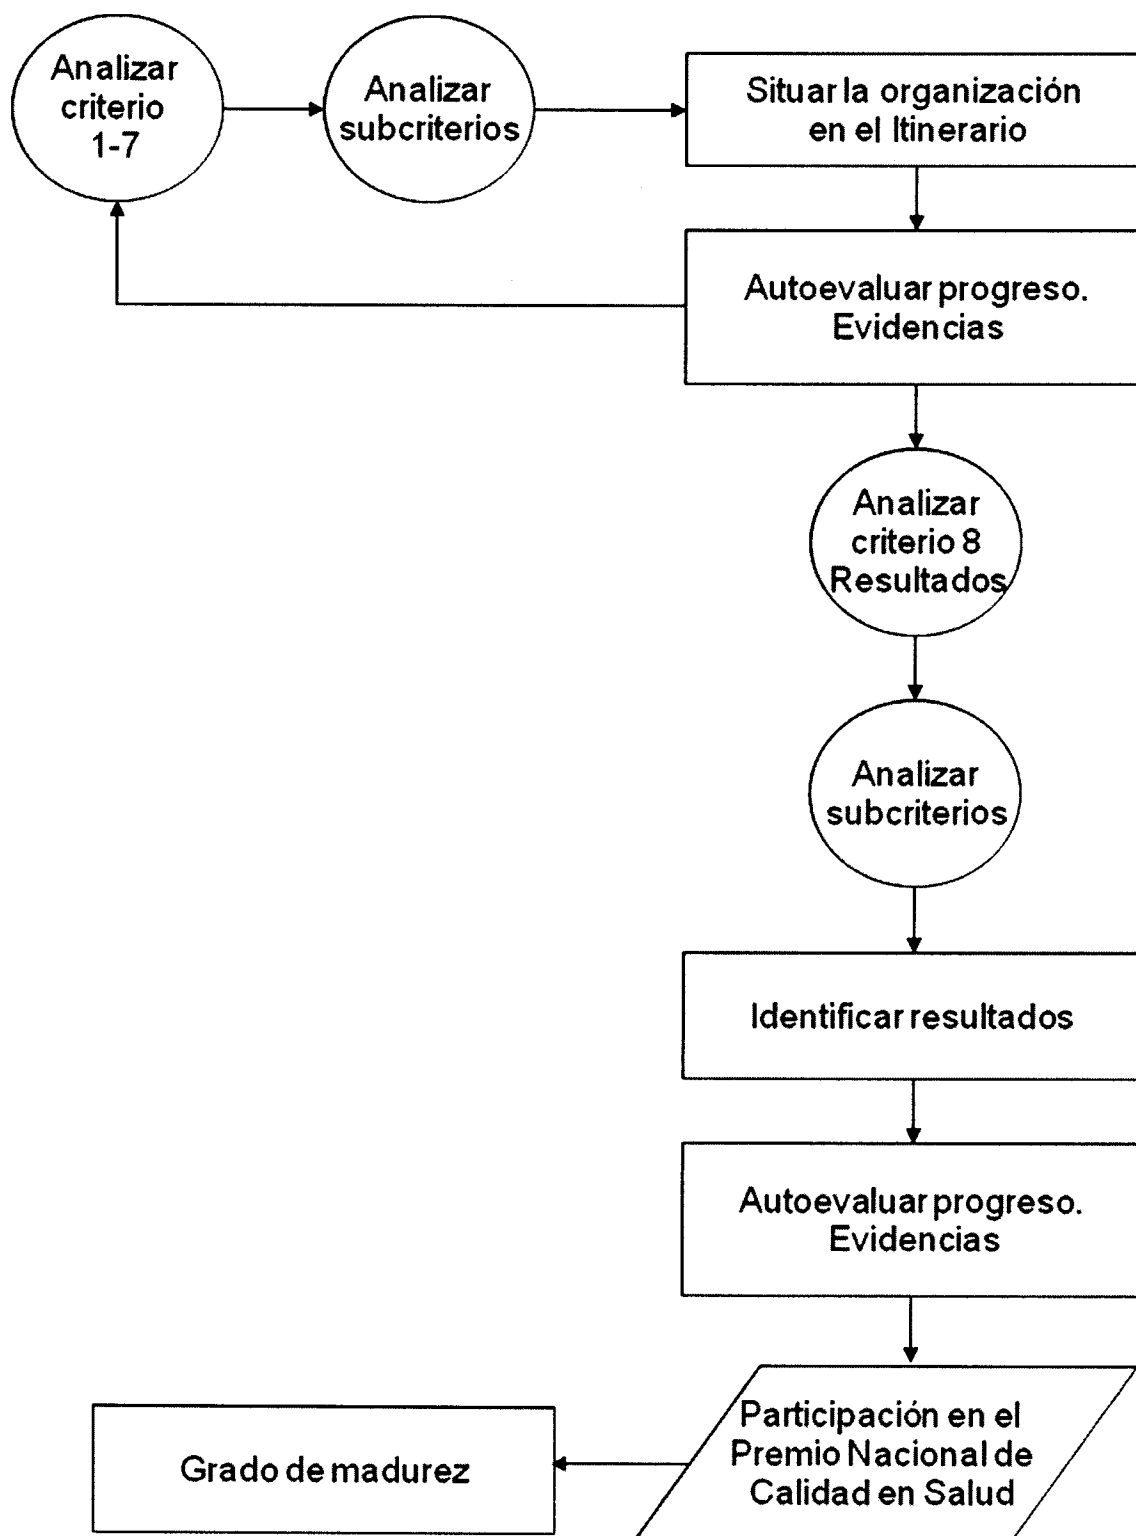 Analizar
criterio
1-7
Analizar
subcriterios
Situar la organización
en el Itinerario
Autoevaluar progreso.
Evidencias
Analizar
criterio 8
Resultados
Analizar
subcriterios
Identificar resultados
Autoevaluar progreso.
Evidencias
Participación en el
Premio Nacional de
Calidad en Salud
Grado de madurez